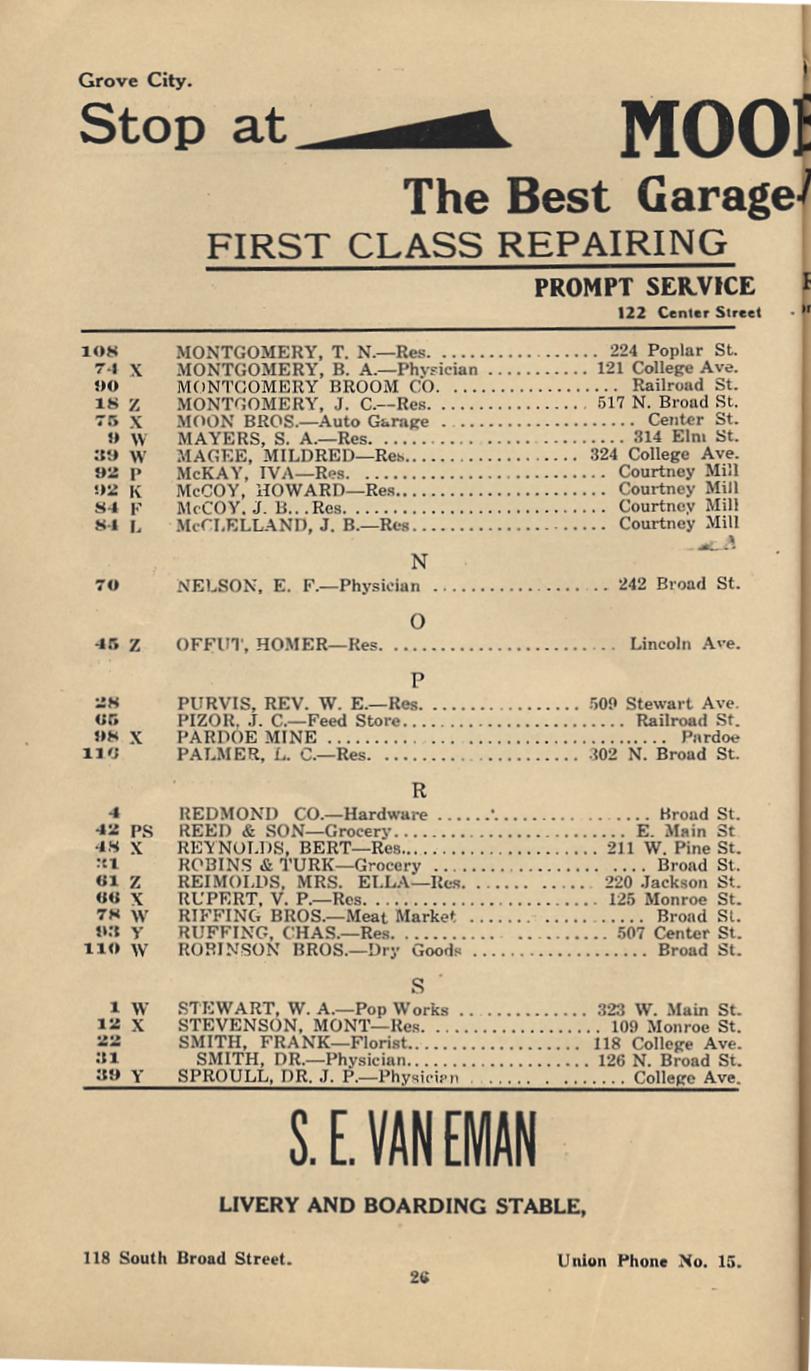 Grove City.
Stop at MOO
The Best Garage
FIRST CLASS REPAIRING
PROMPT SERVICE
122 Center Street
108 MONTGOMERY, T. N.—Res. .................. 224 Poplar St.
74 X MONTGOMERY, B. A.—Physician ........... 121 College Ave.
90 MONTGOMERY BROOM CO. .................. Railroad St.
18 Z MONTGOMERY, J. C.—Res. ............... 517 N. Broad St.
75 X MOON BROS.—Auto Garage .................... Center St.
9 W MAYERS, S. A.—Res. .......................... 314 Elm St.
39 W MAGEE, MILDRED—Res................... 324 College Ave.
92 P McKAY, IVA—Res. ....................... Courtney Mill
92 K McCOY, HOWARD—Res..................... Courtney Mill
84 F McCOY, J. B...Res.......................... Courtney Mill
84 L McCLELLAND, J. B.—Res.................... Courtney Mill
N
70 NELSON, E. F.—Physician .................. 242 Broad St.
O
45 Z OFFUT, HOMER—Res. ....................... Lincoln Ave.
P
28 PURVIS, REV. W. E.—Res. ................ 509 Stewart Ave.
65 PIZOR, J. C.—Feed Store....................... Railroad St.
98 X PARDOE MINE .................................... Pardoe
116 PALMER, L. C.—Res. ..................... 302 N. Broad St.
R
4 REDMOND CO.—Hardware ...................... Broad St.
42 PS REED & SON—Grocery........................ E. Main St
48 X REYNOLDS, BERT—Res..................... 211 W. Pine St.
31 ROBINS & TURK—Grocery ..................... Broad St.
61 Z REIMOLDS, MRS. ELLA—Res. ............. 220 Jackson St.
66 X RUPERT, V. P.—Res. ...................... 125 Monroe St.
78 W RIFFING BROS.—Meat Market .................. Broad St.
93 Y RUFFING, CHAS.—Res. ..................... 507 Center St.
110 W ROBINSON BROS.—Dry Goods .................. Broad St.
S
1 W STEWART, W. A.—Pop Works ............. 323 W. Main St.
12 X STEVENSON, MONT—Res. ................. 109 Monroe St.
22 SMITH, FRANK—Florist................... 118 College Ave.
31 SMITH, DR.—Physician................... 126 N. Broad St.
39 Y SPROULL, DR. J. P.—Physician ................ College Ave.
S. E. VAN EMAN
LIVERY AND BOARDING STABLE,
118 South Broad Street. Union Phone No. 15.
26